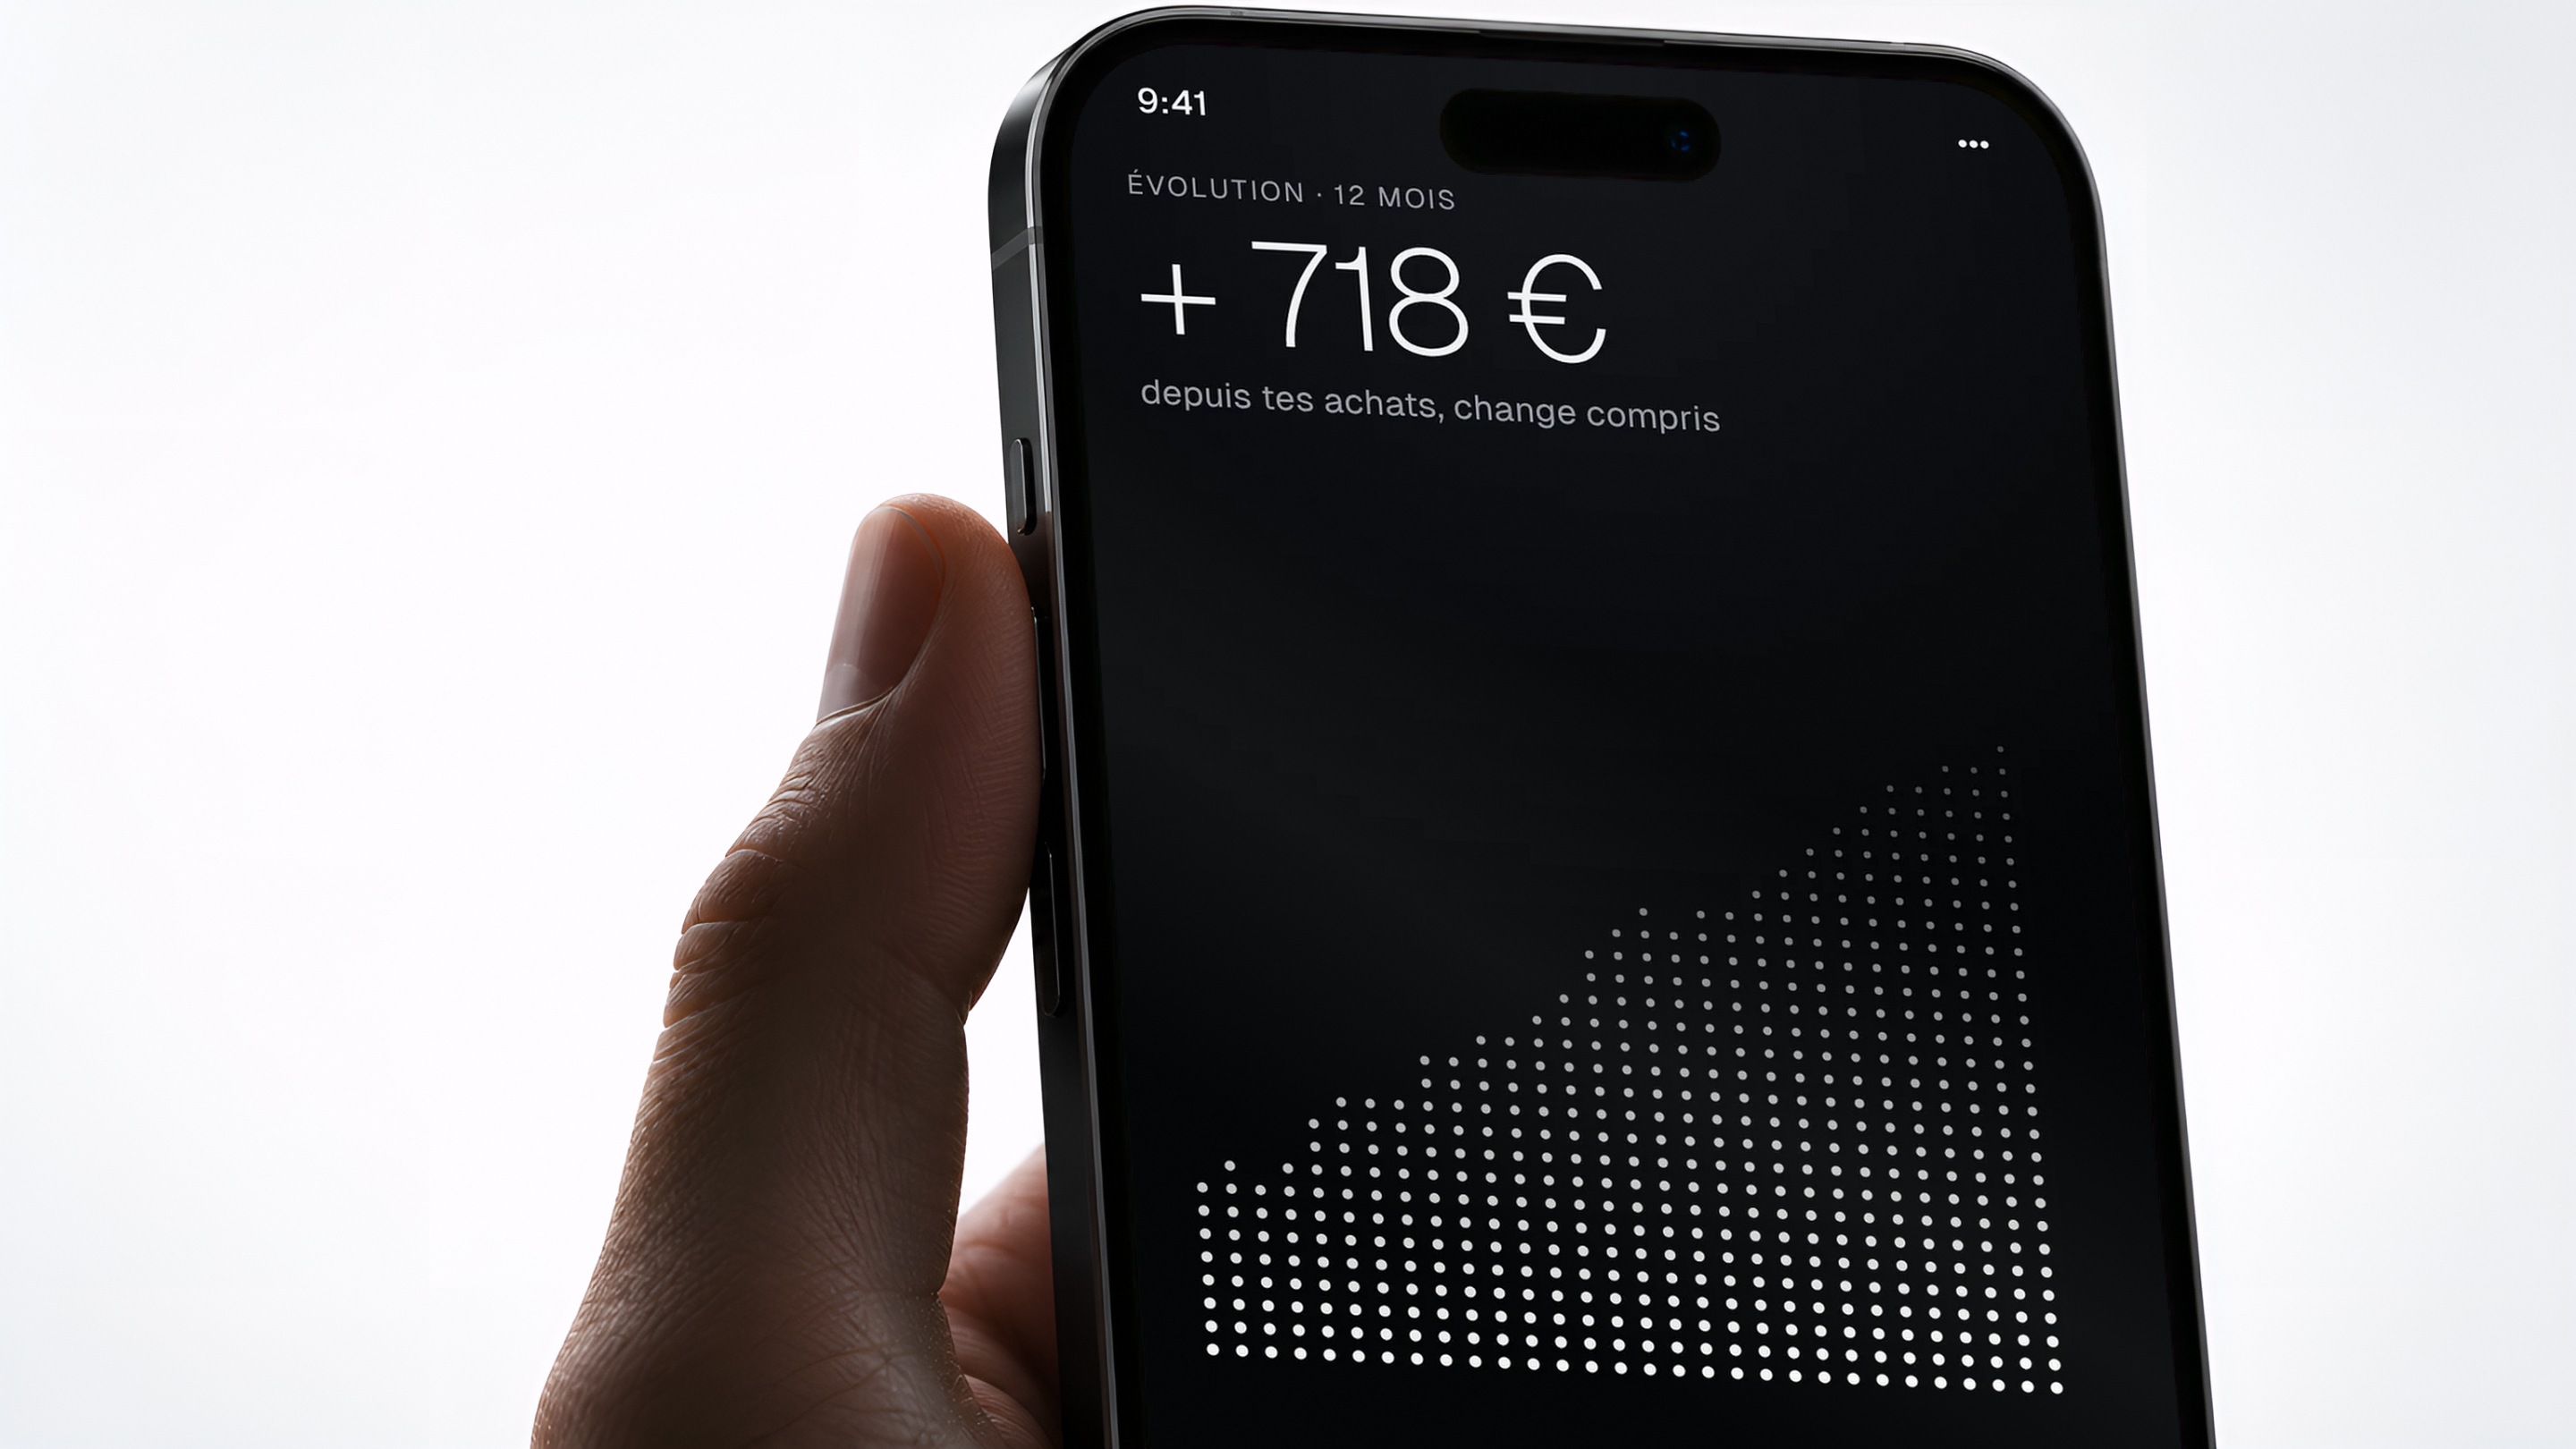 9:41
ÉVOLUTION · 12 MOIS
+ 718 €
depuis tes achats, change compris